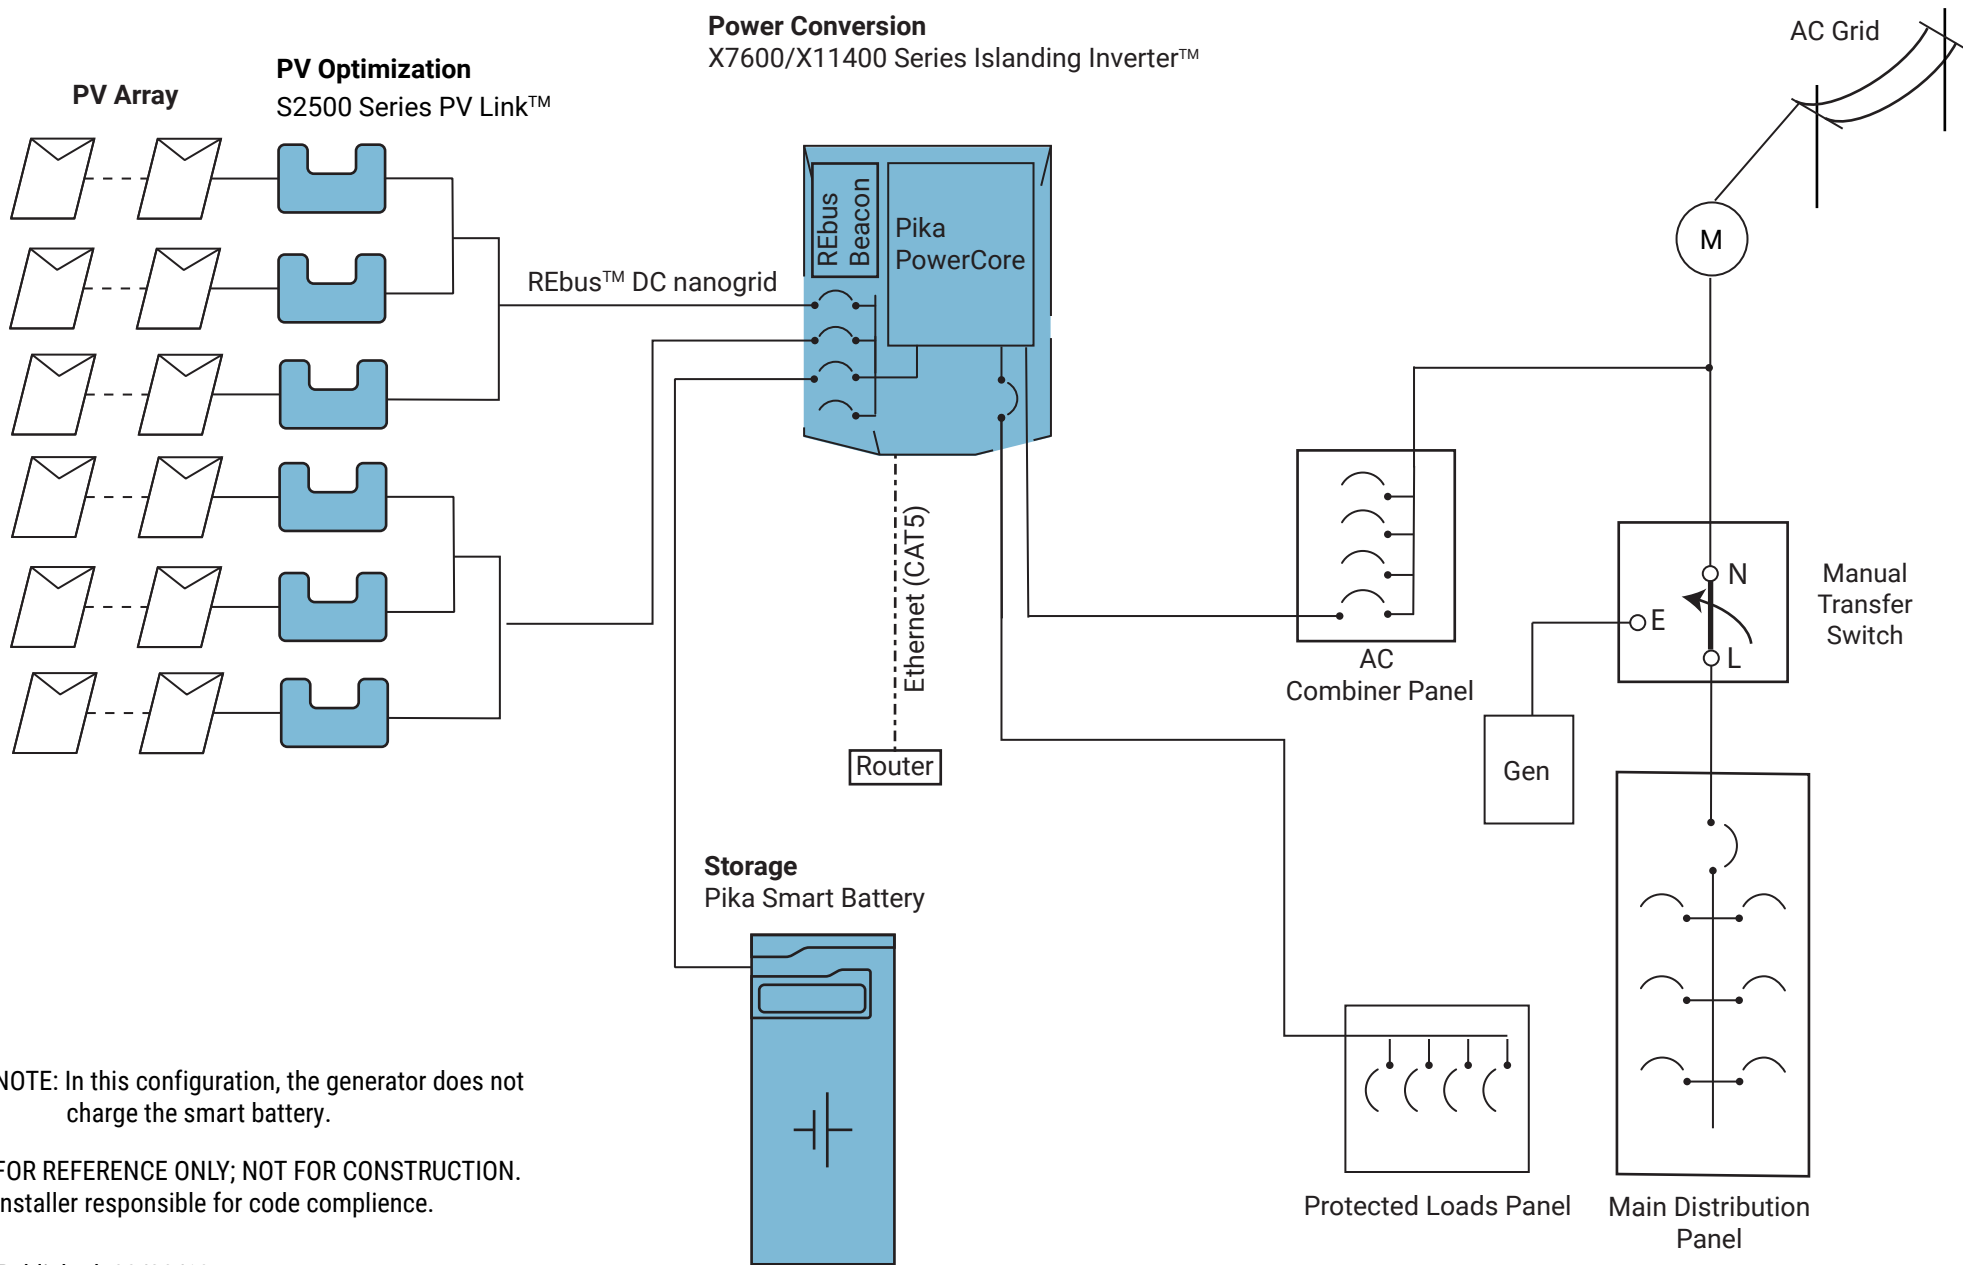 Power Conversion
X7600/X11400 Series Islanding Inverter™
AC Grid
PV Optimization
S2500 Series PV Link™
PV Array
REbus
Beacon
Pika
PowerCore
M
REbus™ DC nanogrid
Ethernet (CAT5)
N
E
L
Manual
Transfer
Switch
AC
Combiner Panel
Router
Gen
Storage
Pika Smart Battery
NOTE: In this configuration, the generator does not
charge the smart battery.
FOR REFERENCE ONLY; NOT FOR CONSTRUCTION.
nstaller responsible for code complience.
Protected Loads Panel
Main Distribution
Panel